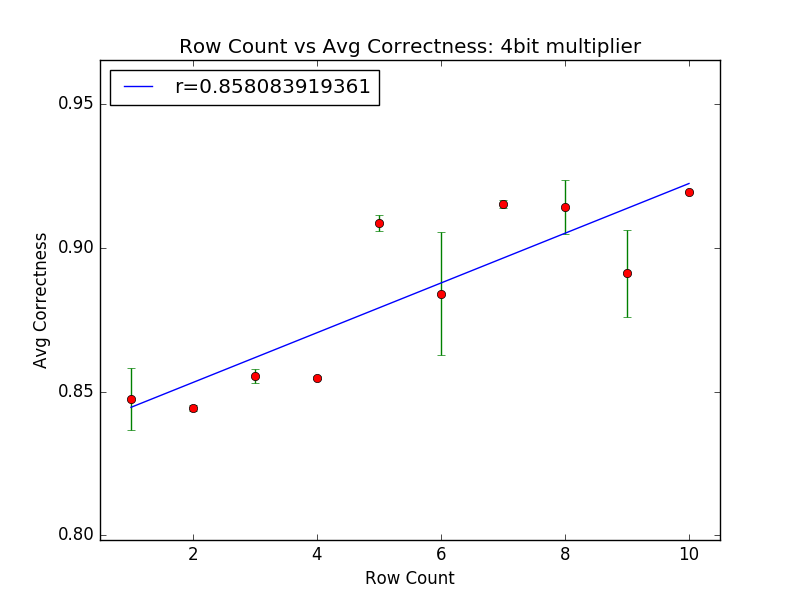 Row Count vs Avg Correctness: 4bit multiplier
r=0.858083919361
0.95
0.90
0.85
0.80
Avg Correctness
2 4 6 8 10
Row Count